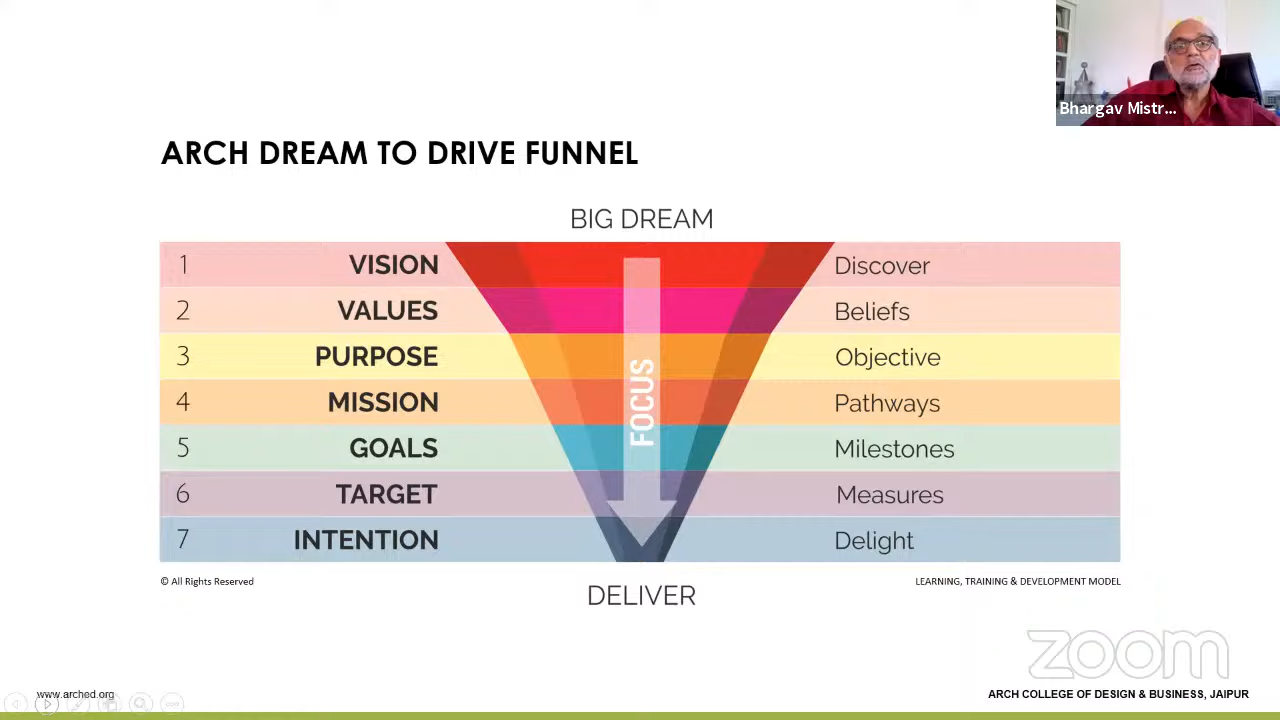 Bhargav Mistr...
ARCH DREAM TO DRIVE FUNNEL
BIG DREAM
1 VISION Discover
2 VALUES Beliefs
3 PURPOSE Objective
4 MISSION Pathways
5 GOALS Milestones
6 TARGET Measures
7 INTENTION Delight
FOCUS
© All Rights Reserved LEARNING, TRAINING & DEVELOPMENT MODEL
DELIVER
zoom
www.arched.org ARCH COLLEGE OF DESIGN & BUSINESS, JAIPUR